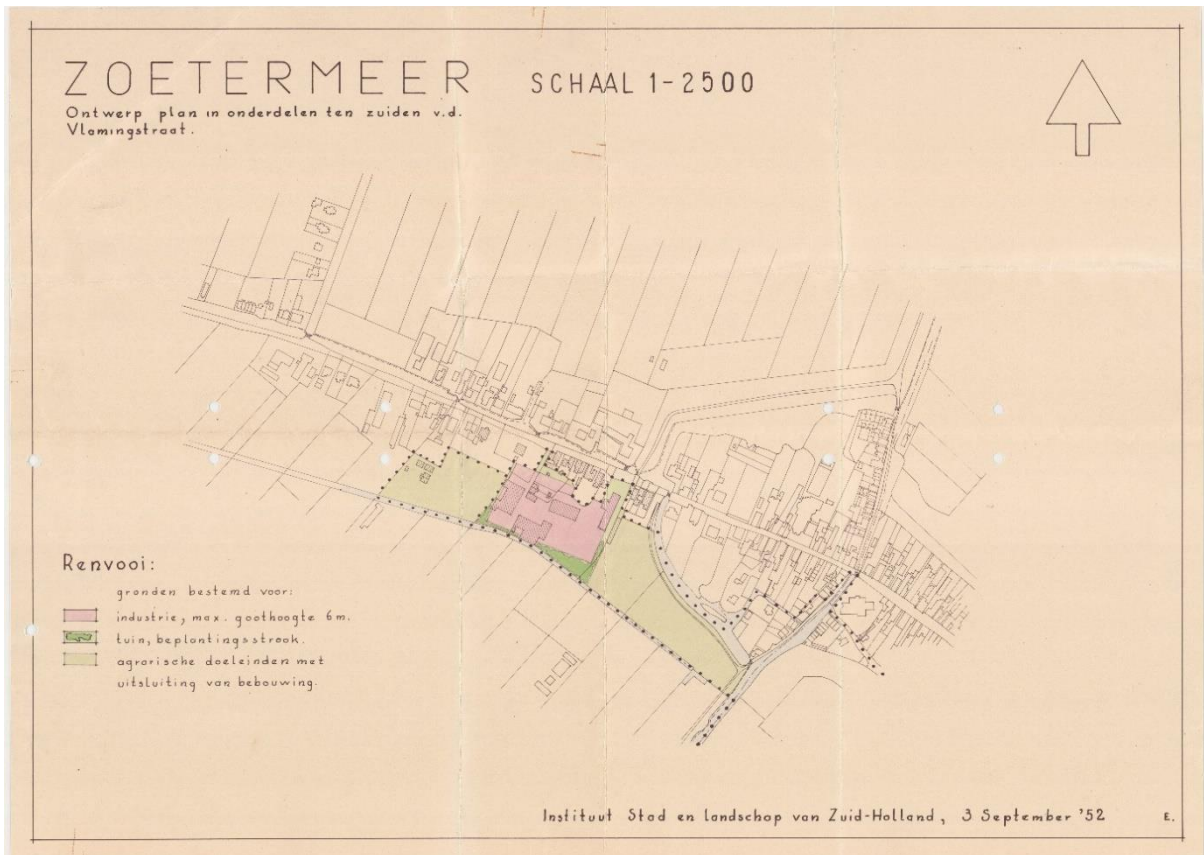 ZOETERMEER SCHAAL 1-2500
Ontwerp plan in onderdelen ten zuiden v.d.
Vlamingstraat.
Renvooi:
gronden bestemd voor:
industrie, max. goothoogte 6 m.
tuin, beplantingsstrook.
agrarische doeleinden met
uitsluiting van bebouwing.
Instituut Stad en landschap van Zuid-Holland, 3 September '52 E.